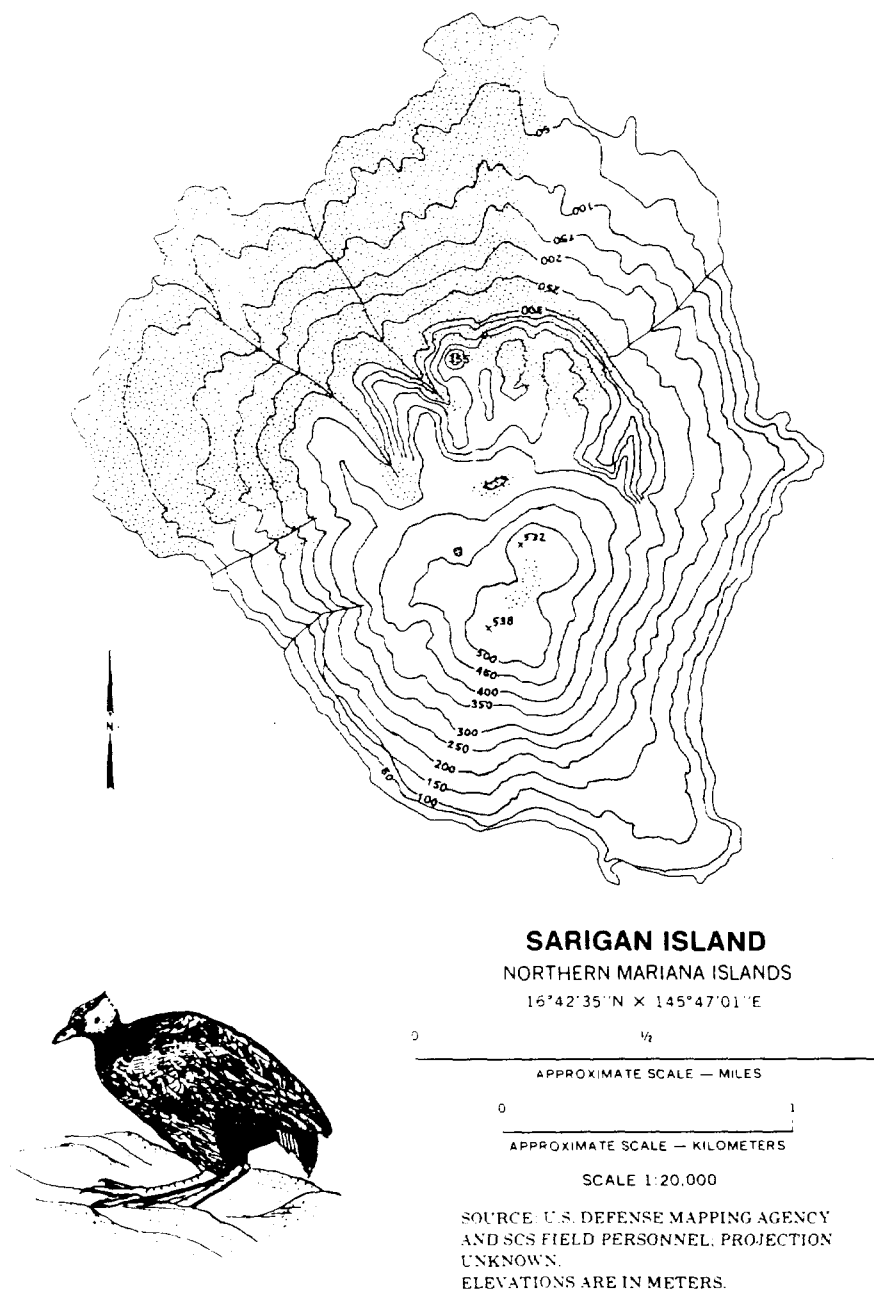 50
100
150
200
250
300
355
532
538
500
450
400
350
300
250
200
150
100
50
N
SARIGAN ISLAND
NORTHERN MARIANA ISLANDS
16°42'35"N X 145°47'01"E
0 ½
APPROXIMATE SCALE — MILES
0 1
APPROXIMATE SCALE — KILOMETERS
SCALE 1:20,000
SOURCE: U.S. DEFENSE MAPPING AGENCY
AND SCS FIELD PERSONNEL; PROJECTION
UNKNOWN.
ELEVATIONS ARE IN METERS.